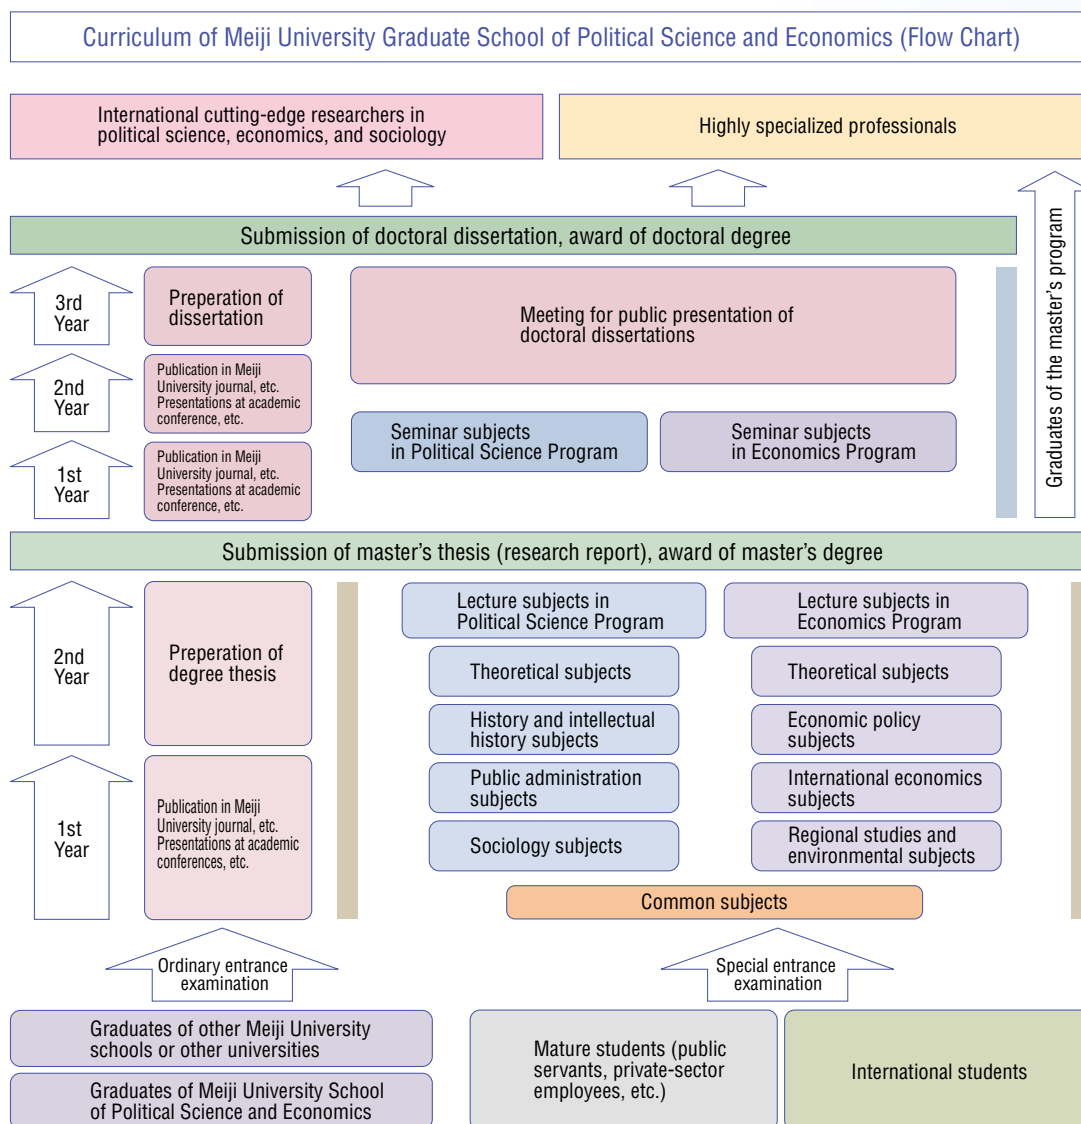 Curriculum of Meiji University Graduate School of Political Science and Economics (Flow Chart)
International cutting-edge researchers in
political science, economics, and sociology
Highly specialized professionals
Submission of doctoral dissertation, award of doctoral degree
Graduates of the master's program
3rd
Year
Preperation of
dissertation
Meeting for public presentation of
doctoral dissertations
2nd
Year
Publication in Meiji
University journal, etc.
Presentations at academic
conference, etc.
Seminar subjects
in Political Science Program
Seminar subjects
in Economics Program
1st
Year
Publication in Meiji
University journal, etc.
Presentations at academic
conference, etc.
Submission of master's thesis (research report), award of master's degree
2nd
Year
Preperation of
degree thesis
Lecture subjects in
Political Science Program
Theoretical subjects
History and intellectual
history subjects
Public administration
subjects
Sociology subjects
Lecture subjects in
Economics Program
Theoretical subjects
Economic policy
subjects
International economics
subjects
Regional studies and
environmental subjects
1st
Year
Publication in Meiji
University journal, etc.
Presentations at academic
conferences, etc.
Common subjects
Ordinary entrance
examination
Special entrance
examination
Graduates of other Meiji University
schools or other universities
Graduates of Meiji University School
of Political Science and Economics
Mature students (public
servants, private-sector
employees, etc.)
International students